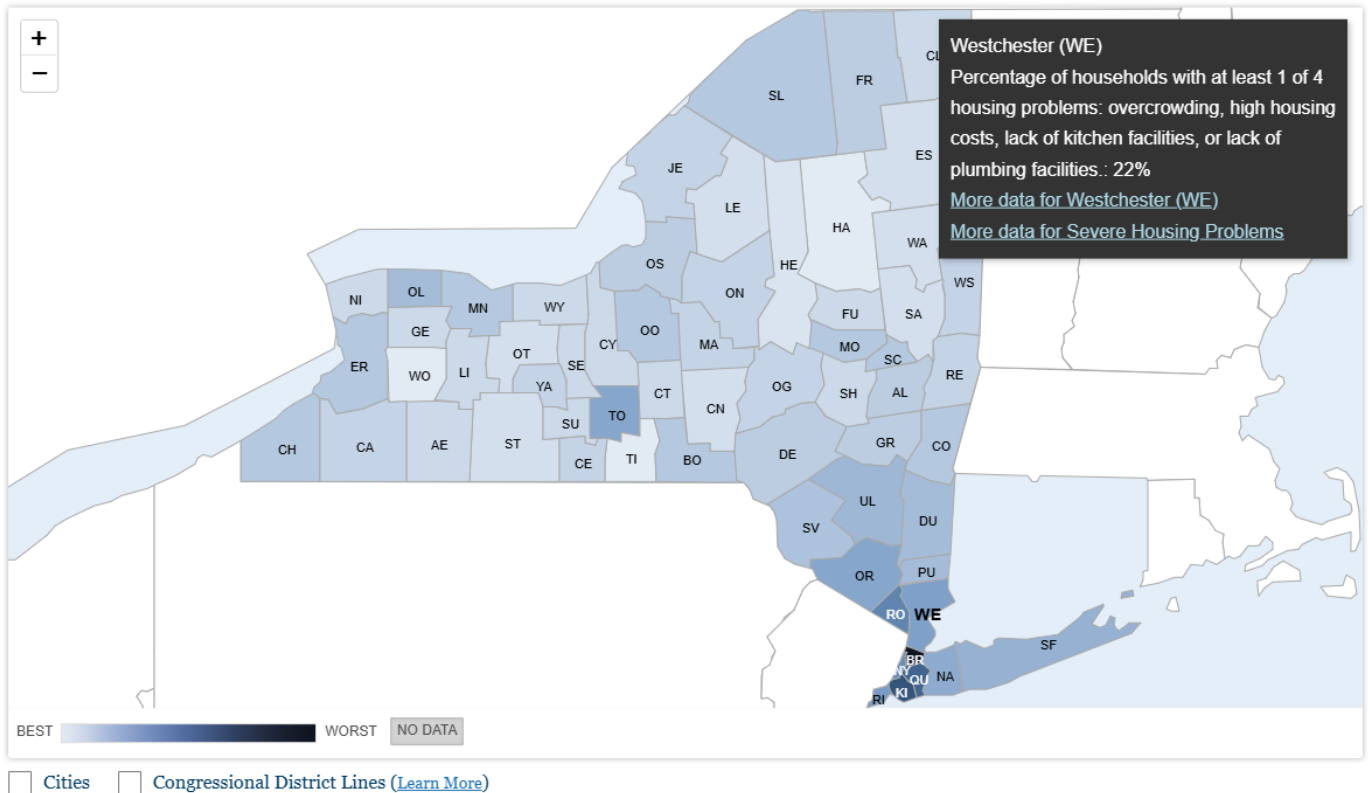 +
−
Westchester (WE)
Percentage of households with at least 1 of 4
housing problems: overcrowding, high housing
costs, lack of kitchen facilities, or lack of
plumbing facilities.: 22%
More data for Westchester (WE)
More data for Severe Housing Problems
SL
FR
CL
ES
JE
LE
HA
HE
WA
OS
ON
WS
NI
OL
MN
WY
FU
SA
GE
OO
MA
MO
SC
CY
OT
ER
WO
LI
SE
YA
OG
SH
AL
RE
CT
CN
TO
SU
CH
CA
AE
ST
CE
TI
BO
DE
GR
CO
UL
SV
DU
OR
PU
RO
WE
SF
BR
NY
QU
NA
KI
RI
BEST
WORST
NO DATA
Cities
Congressional District Lines (Learn More)